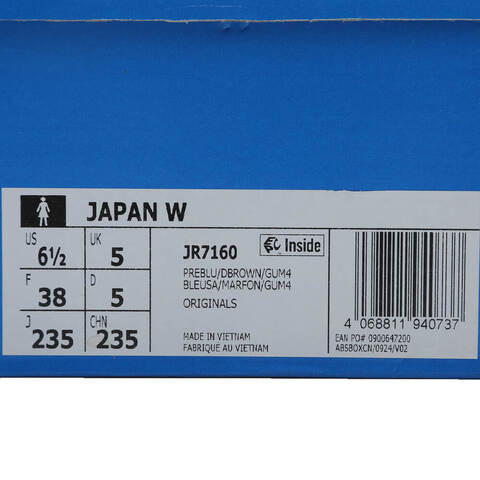 JAPAN W
US 6½ UK 5
F 38 D 5
J 235 CHN 235
JR7160 Inside
PREBLU/DBROWN/GUM4
BLEUSA/MARFON/GUM4
ORIGINALS
MADE IN VIETNAM
FABRIQUE AU VIETNAM
4 068811 940737
EAN PO# 0900647200
ABSBOXCN/0924/V02